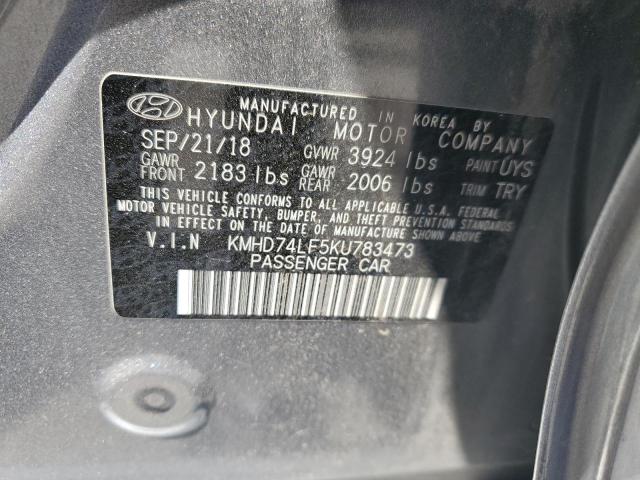 MANUFACTURED IN KOREA BY
HYUNDAI MOTOR COMPANY
SEP/21/18 GVWR 3924 lbs PAINT UYS
GAWR FRONT 2183 lbs GAWR REAR 2006 lbs TRIM TRY
THIS VEHICLE CONFORMS TO ALL APPLICABLE U.S.A. FEDERAL
MOTOR VEHICLE SAFETY, BUMPER, AND THEFT PREVENTION STANDARDS
IN EFFECT ON THE DATE OF MANUFACTURE SHOWN ABOVE.
V.I.N KMHD74LF5KU783473
PASSENGER CAR